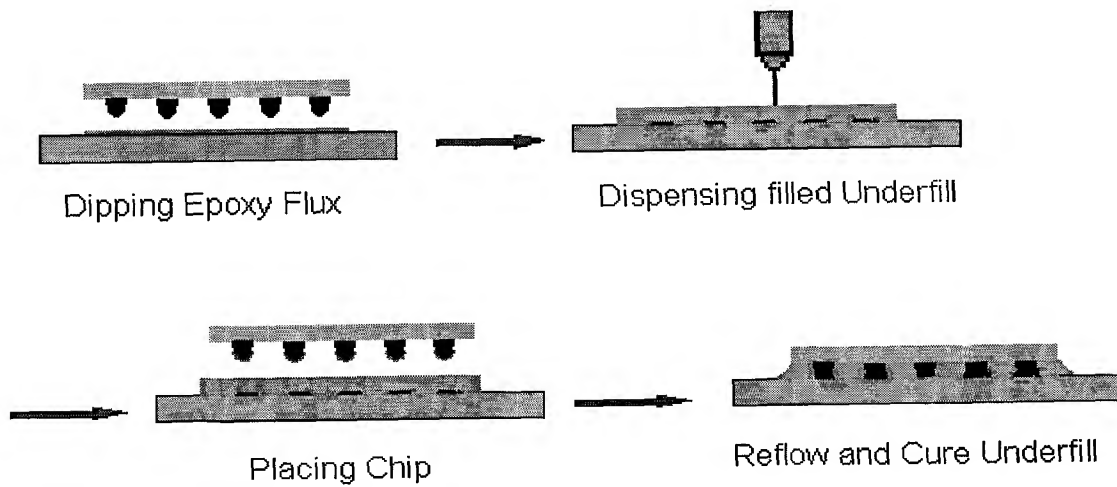 Dipping Epoxy Flux
Dispensing filled Underfill
Placing Chip
Reflow and Cure Underfill